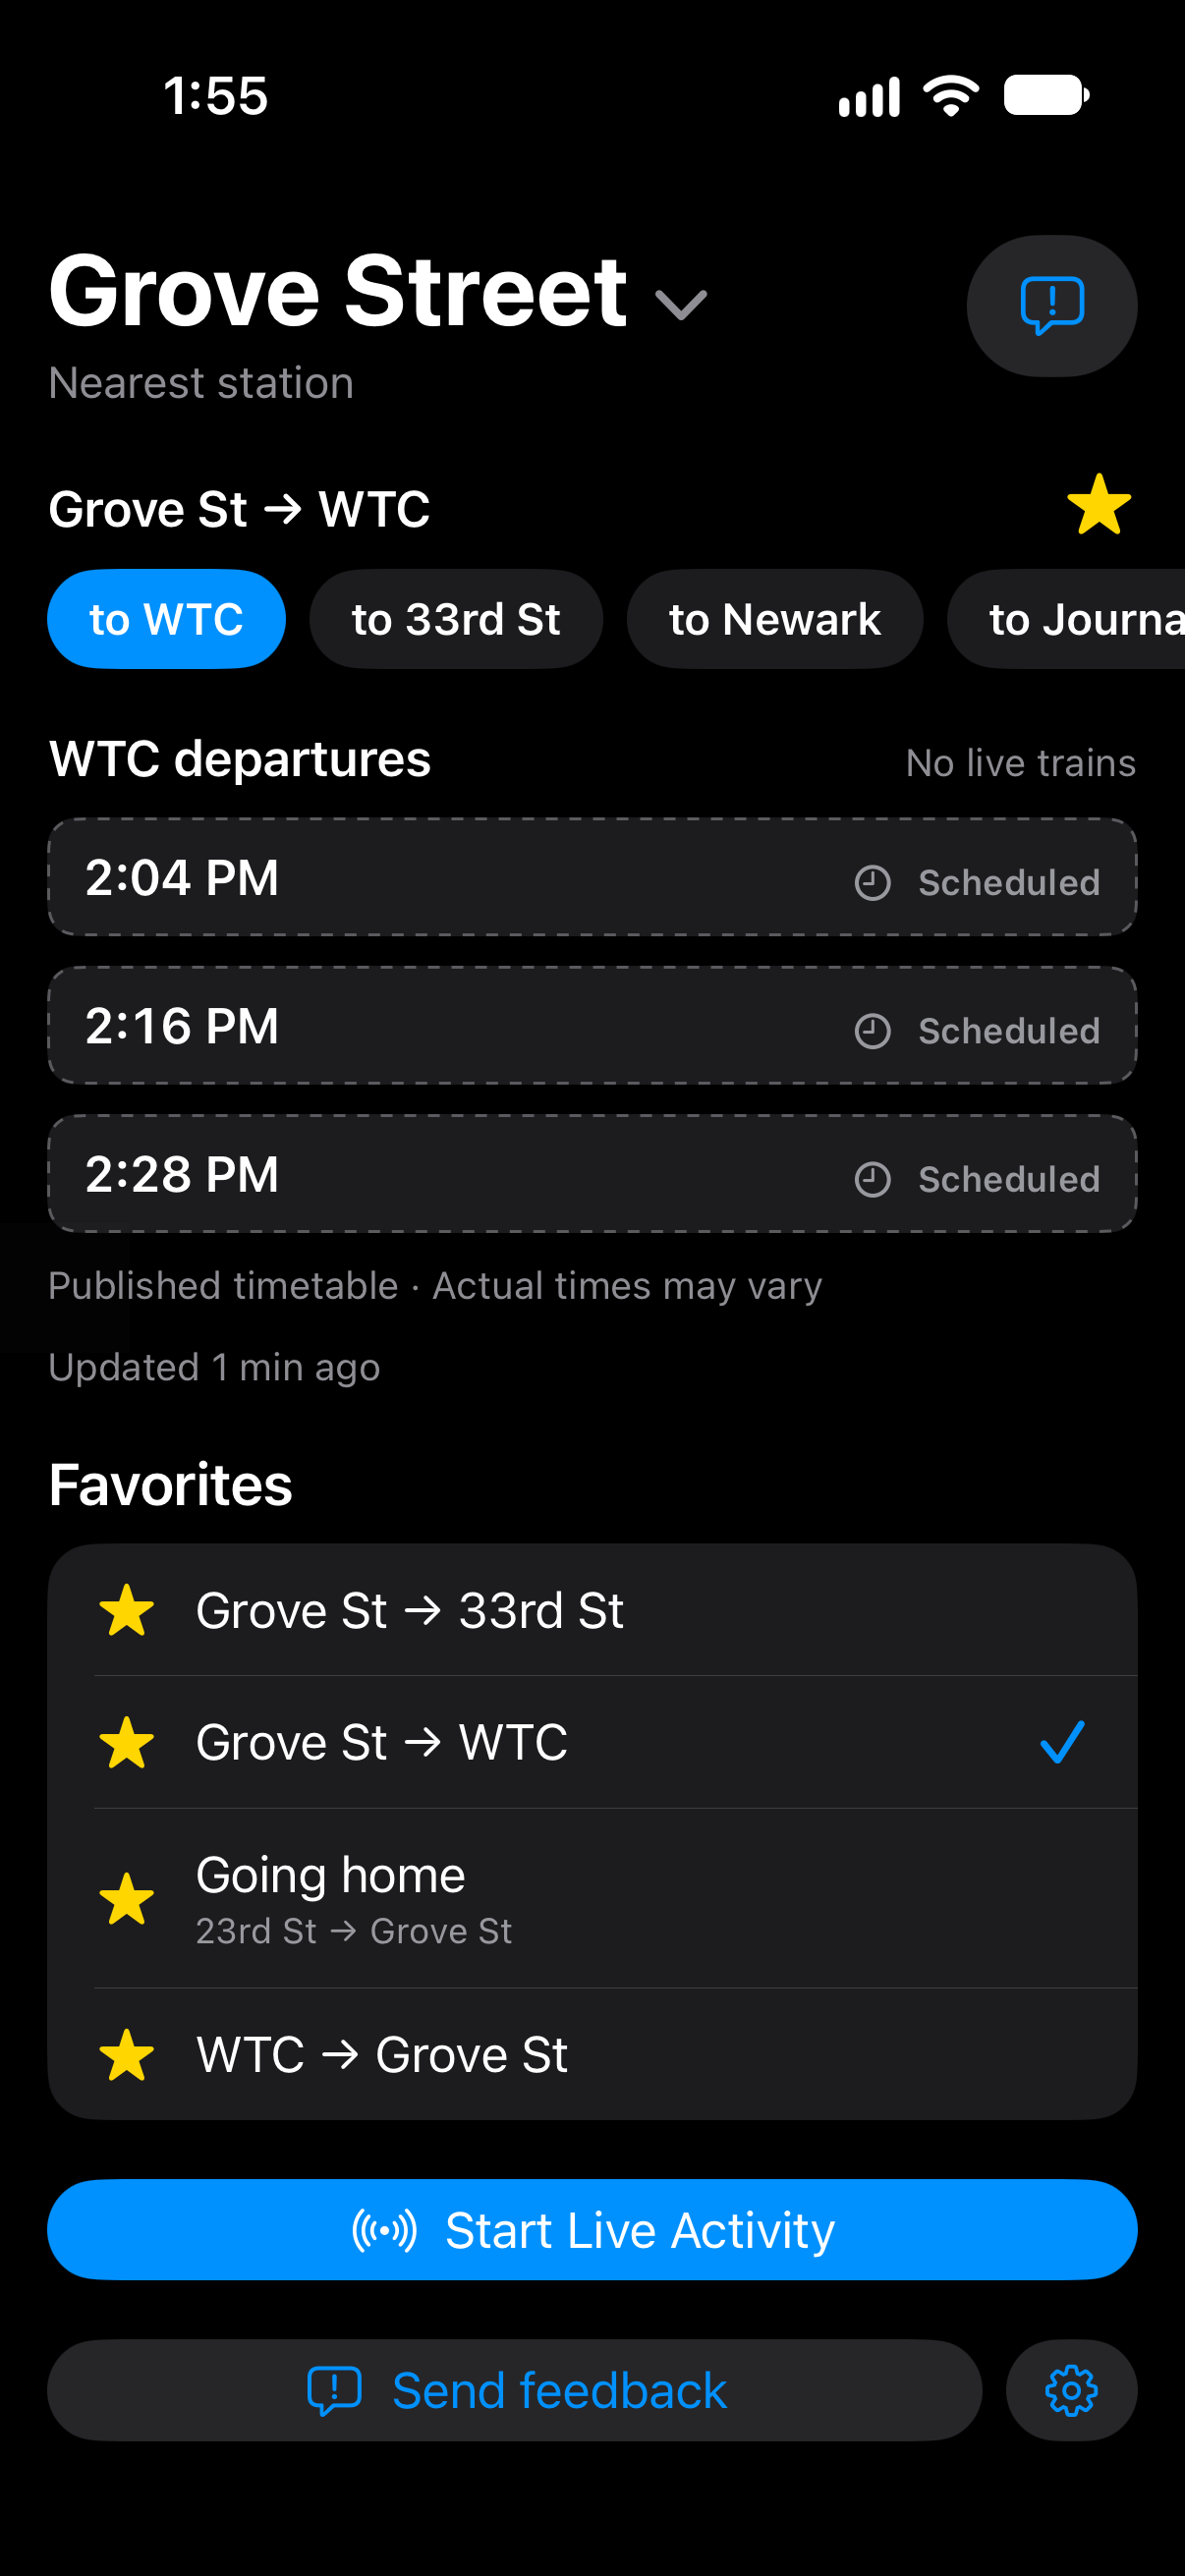 1:55
Grove Street
Nearest station
Grove St → WTC
to WTC
to 33rd St
to Newark
to Journa
WTC departures
No live trains
2:04 PM
Scheduled
2:16 PM
Scheduled
2:28 PM
Scheduled
Published timetable · Actual times may vary
Updated 1 min ago
Favorites
Grove St → 33rd St
Grove St → WTC
Going home
23rd St → Grove St
WTC → Grove St
Start Live Activity
Send feedback